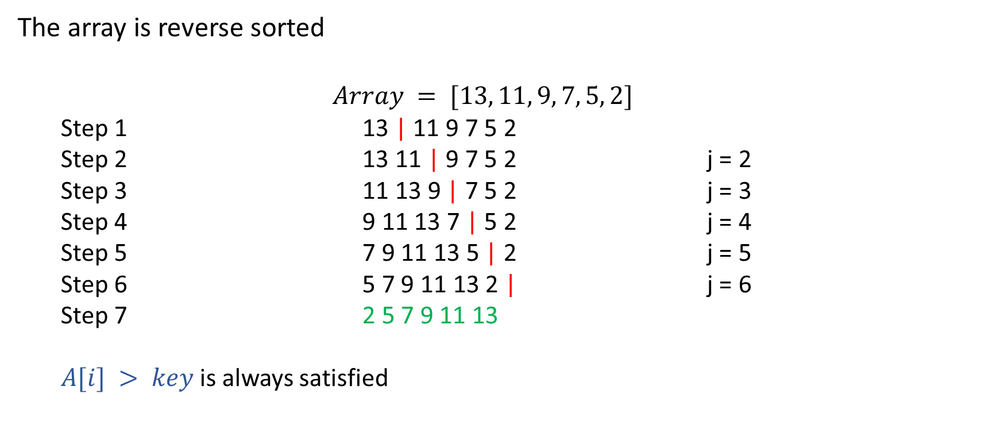 The array is reverse sorted
Array = [13, 11, 9, 7, 5, 2]
Step 1 13 | 11 9 7 5 2
Step 2 13 11 | 9 7 5 2 j = 2
Step 3 11 13 9 | 7 5 2 j = 3
Step 4 9 11 13 7 | 5 2 j = 4
Step 5 7 9 11 13 5 | 2 j = 5
Step 6 5 7 9 11 13 2 | j = 6
Step 7 2 5 7 9 11 13
A[i] > key is always satisfied